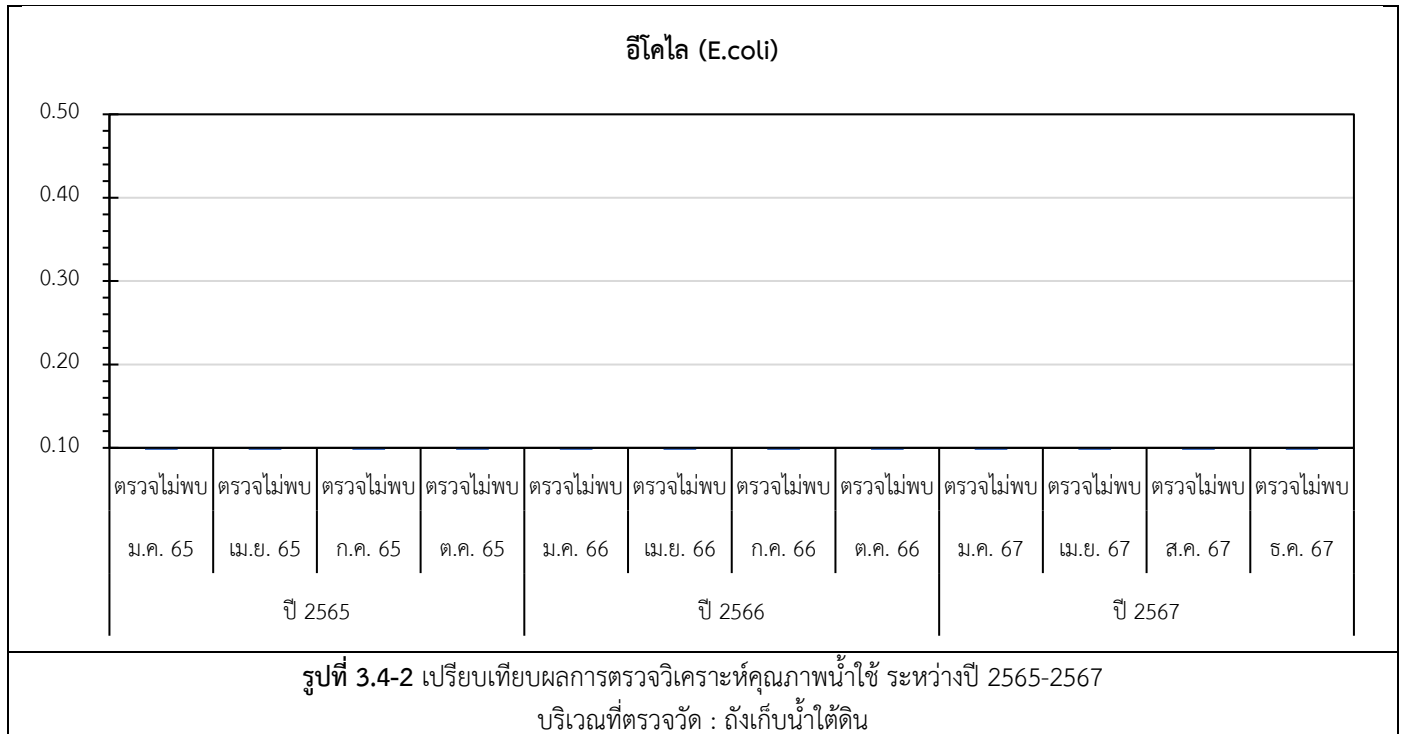 อีโคไล (E.coli)
0.50
0.40
0.30
0.20
0.10
ตรวจไม่พบ ตรวจไม่พบ ตรวจไม่พบ ตรวจไม่พบ ตรวจไม่พบ ตรวจไม่พบ ตรวจไม่พบ ตรวจไม่พบ ตรวจไม่พบ ตรวจไม่พบ ตรวจไม่พบ ตรวจไม่พบ
ม.ค. 65 เม.ย. 65 ก.ค. 65 ต.ค. 65 ม.ค. 66 เม.ย. 66 ก.ค. 66 ต.ค. 66 ม.ค. 67 เม.ย. 67 ส.ค. 67 ธ.ค. 67
ปี 2565 ปี 2566 ปี 2567
รูปที่ 3.4-2 เปรียบเทียบผลการตรวจวิเคราะห์คุณภาพน้ำใช้ ระหว่างปี 2565-2567
บริเวณที่ตรวจวัด : ถังเก็บน้ำใต้ดิน